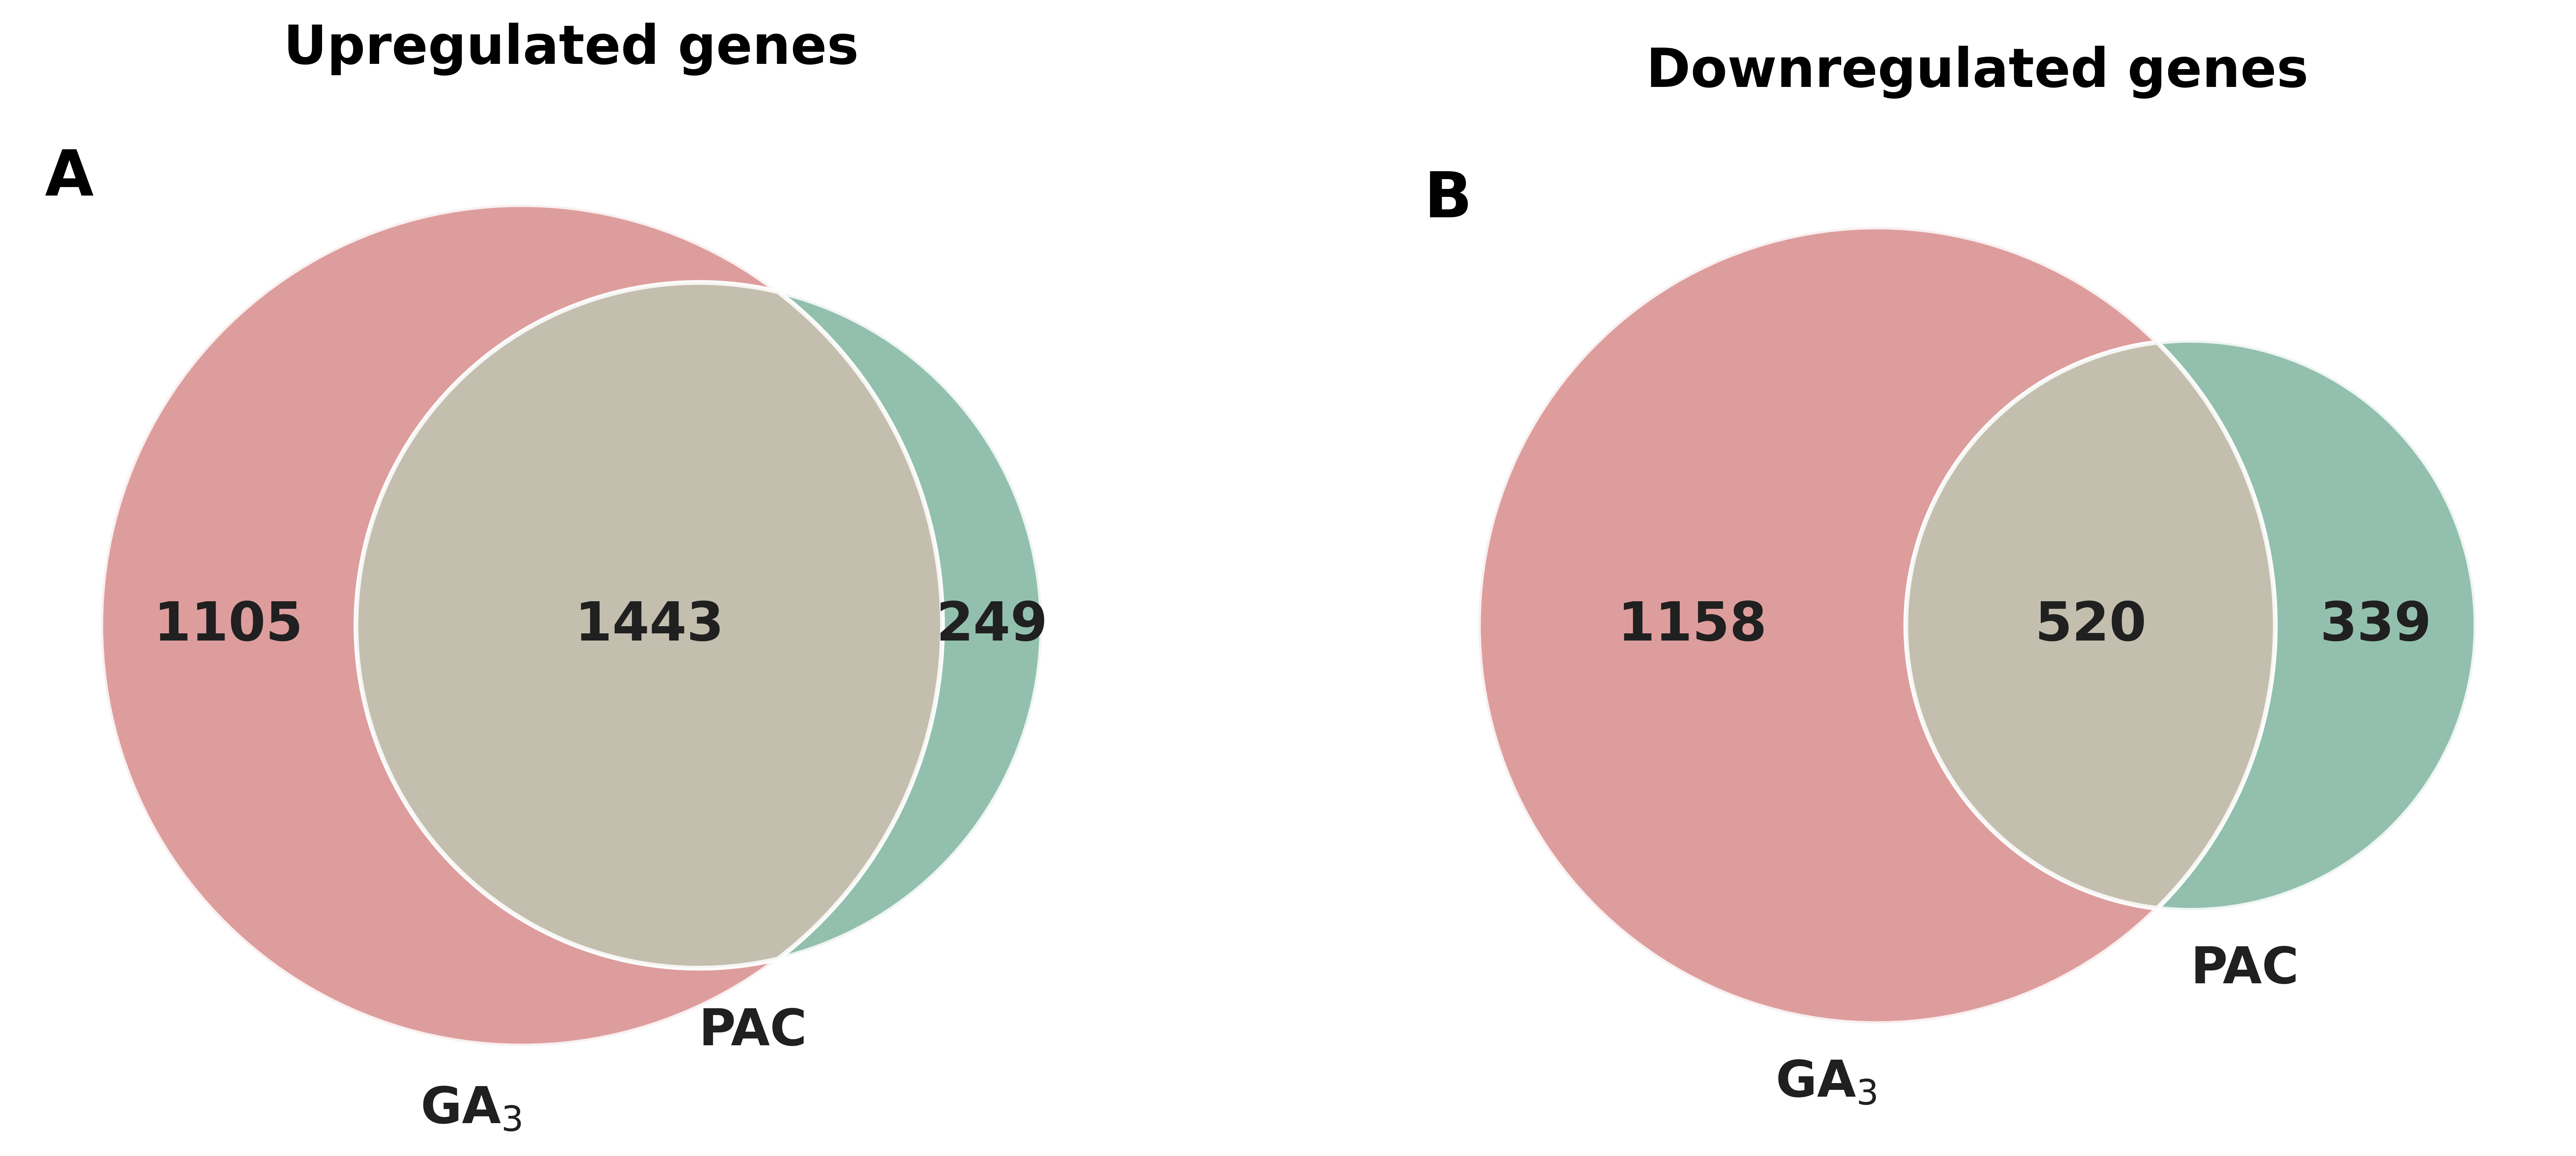 Upregulated genes
A
1105
1443
249
PAC
GA₃
Downregulated genes
B
1158
520
339
PAC
GA₃